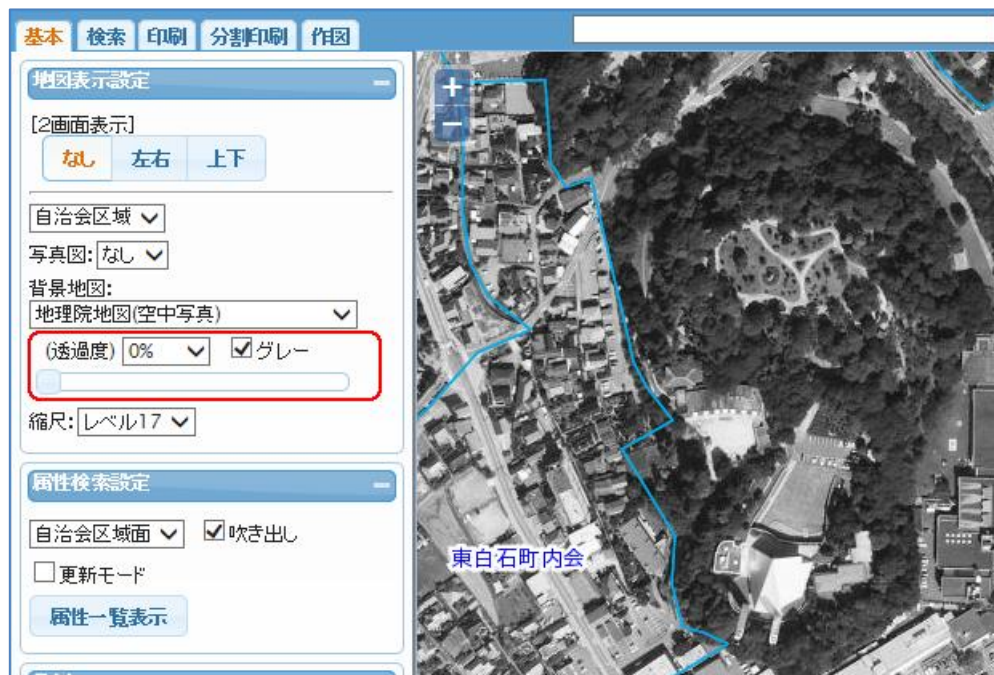 基本 検索 印刷 分割印刷 作図
地図表示設定
[2画面表示]
なし 左右 上下
自治会区域
写真図: なし
背景地図:
地理院地図(空中写真)
(透過度) 0% グレー
縮尺: レベル17
属性検索設定
自治会区域面 吹き出し
更新モード
属性一覧表示
東白石町内会